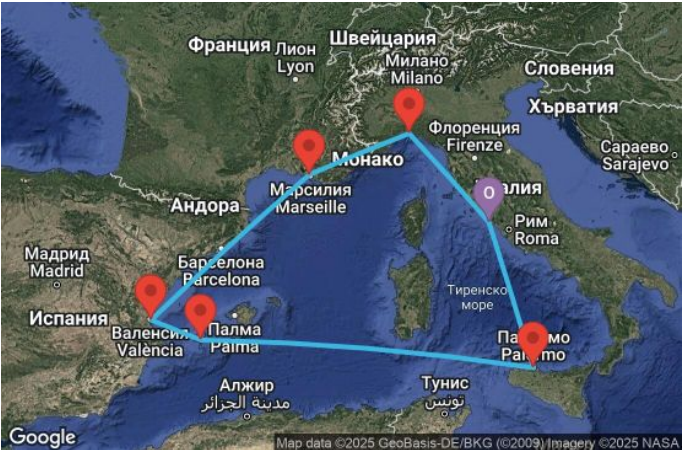 Франция
Лион
Lyon
Швейцария
Милано
Milano
Словения
Хърватия
Флоренция
Firenze
Сараево
Sarajevo
Монако
Марсилия
Marseille
Андора
алия
О
Рим
Roma
Мадрид
Madrid
Барселона
Barcelona
Тиренско
море
Испания
Валенсия
València
Палма
Palma
Алжир
مدينة الجزائر
Тунис
تونس
Google
Map data ©2025 GeoBasis-DE/BKG (©2009) Imagery ©2025 NASA